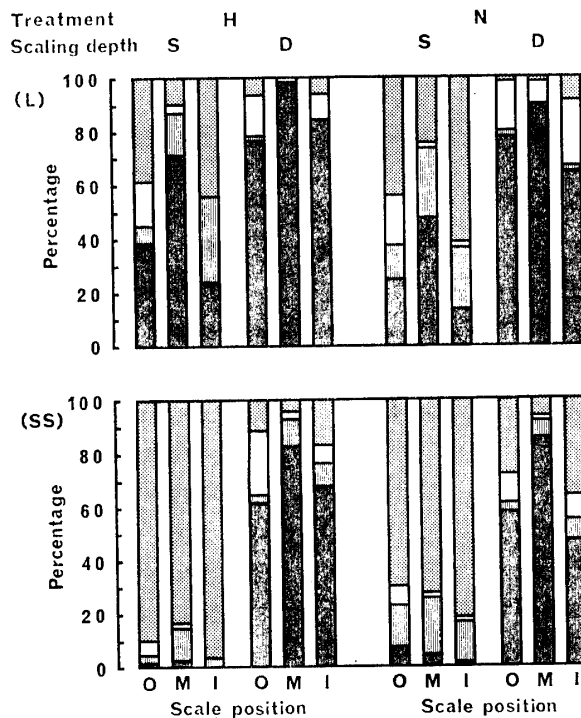 Treatment H N
Scaling depth S D S D
(L)
Percentage
100
80
60
40
20
0
(SS)
Percentage
100
80
60
40
20
0
O M I O M I O M I O M I
Scale position Scale position